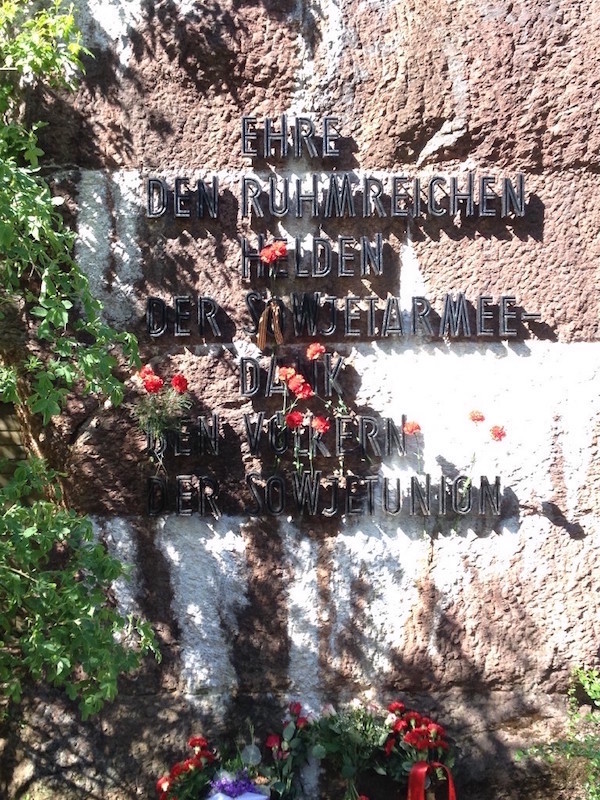 EHRE
DEN RUHMREICHEN
HELDEN
DER SOWJETARMEE-
DANK
DEN VÖLKERN
DER SOWJETUNION